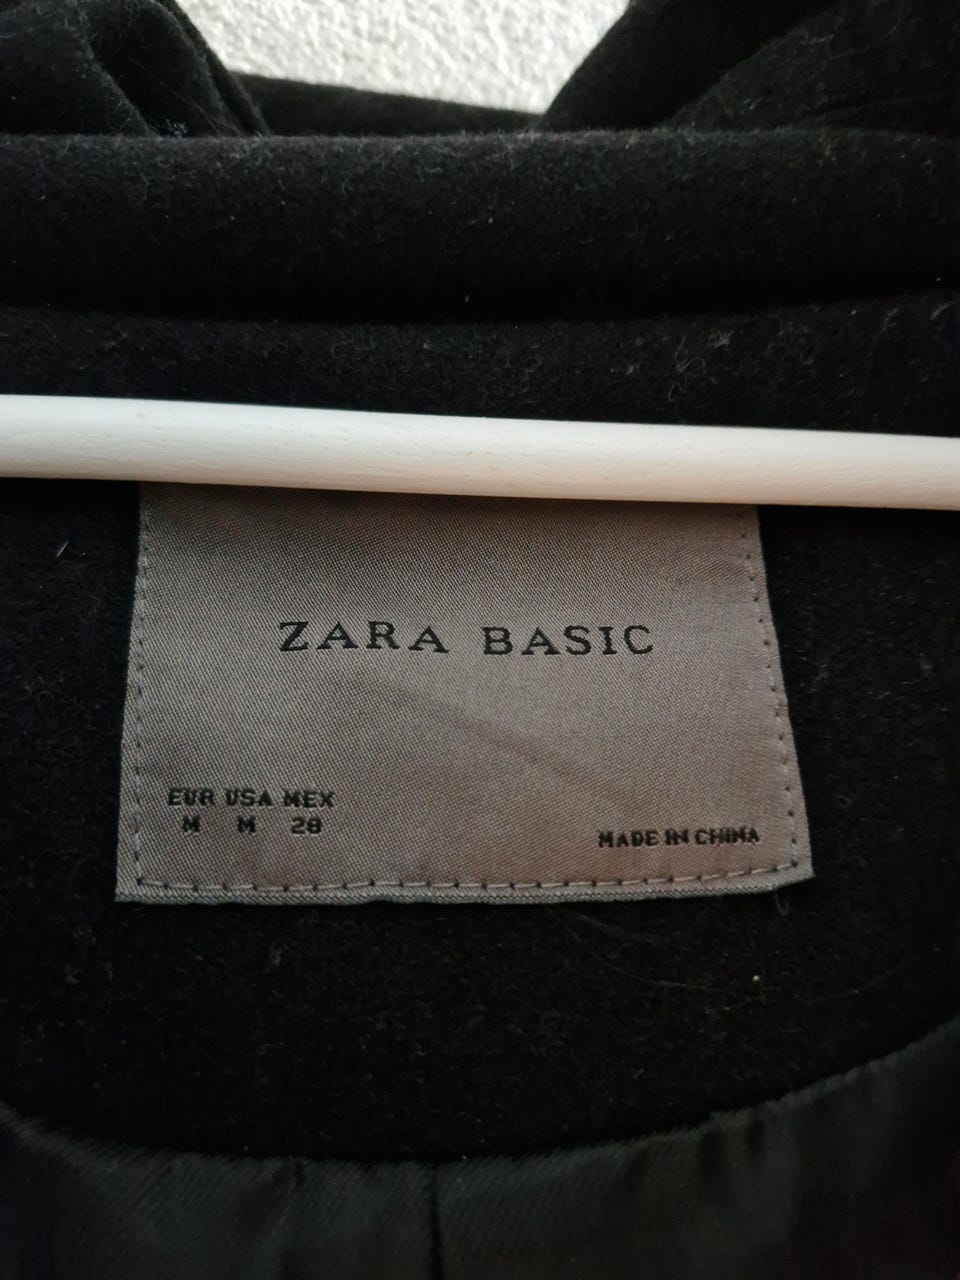 ZARA BASIC
EUR USA MEX
M M 28
MADE IN CHINA